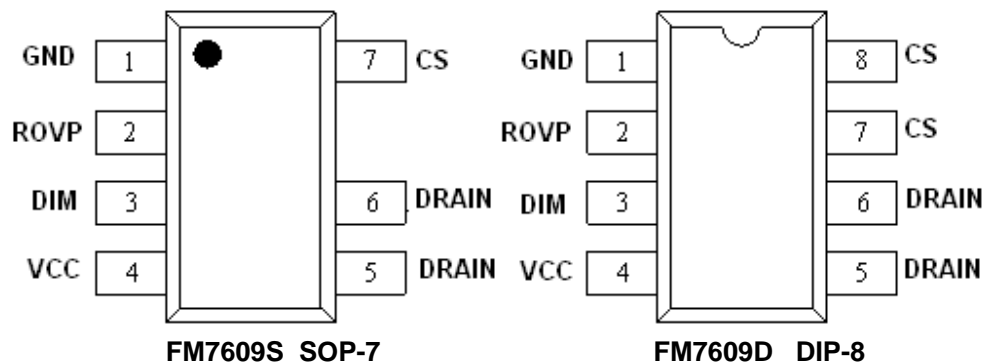 GND 1 7 CS GND 1 8 CS
ROVP 2 ROVP 2 7 CS
DIM 3 6 DRAIN DIM 3 6 DRAIN
VCC 4 5 DRAIN VCC 4 5 DRAIN
FM7609S SOP-7 FM7609D DIP-8